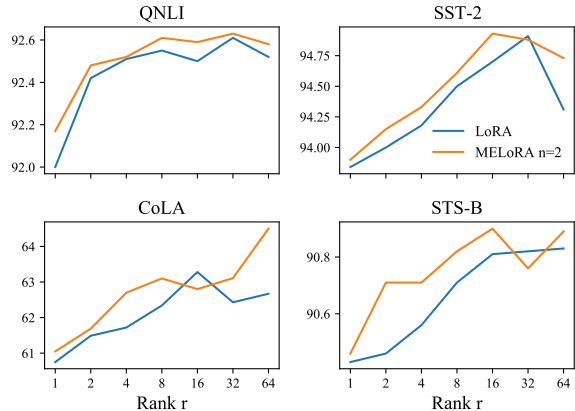 QNLI
92.6
92.4
92.2
92.0
SST-2
94.75
94.50
94.25
94.00
LoRA
MELoRA n=2
CoLA
64
63
62
61
1 2 4 8 16 32 64
Rank r
STS-B
90.8
90.6
1 2 4 8 16 32 64
Rank r